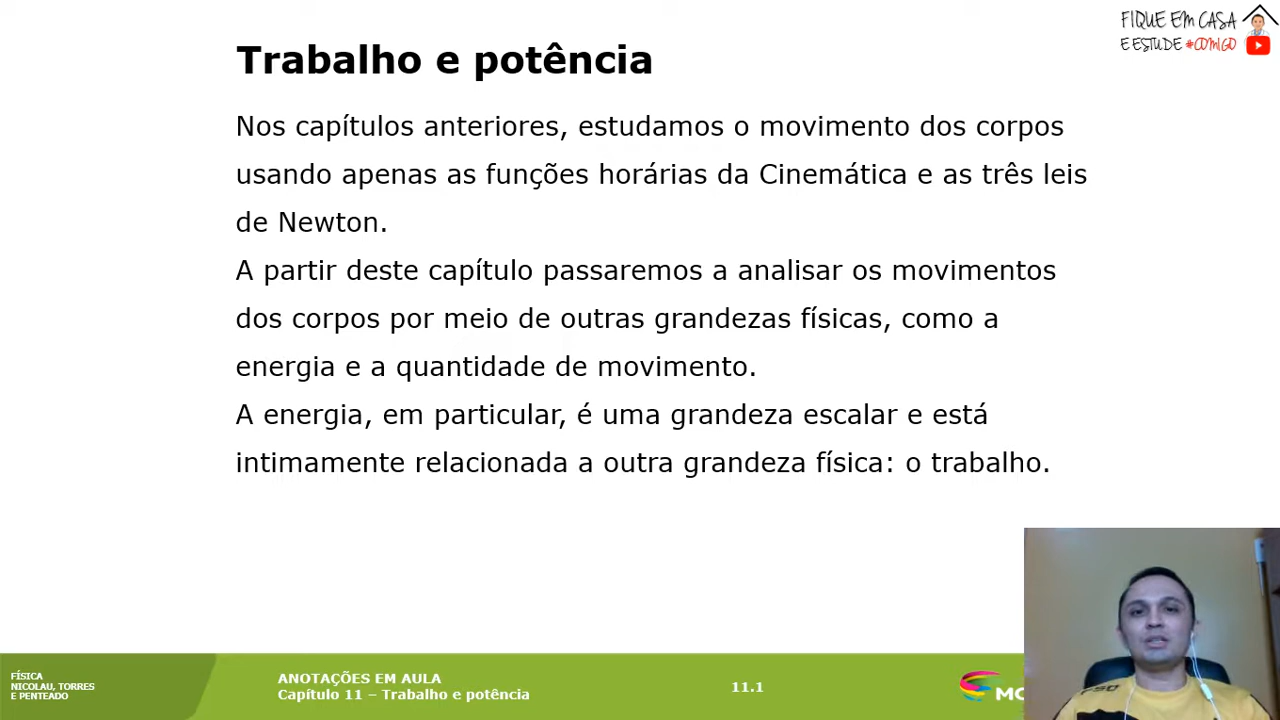 FIQUE EM CASA
E ESTUDE #COMIGO
Trabalho e potência
Nos capítulos anteriores, estudamos o movimento dos corpos
usando apenas as funções horárias da Cinemática e as três leis
de Newton.
A partir deste capítulo passaremos a analisar os movimentos
dos corpos por meio de outras grandezas físicas, como a
energia e a quantidade de movimento.
A energia, em particular, é uma grandeza escalar e está
intimamente relacionada a outra grandeza física: o trabalho.
FÍSICA
NICOLAU, TORRES
E PENTEADO
ANOTAÇÕES EM AULA
Capítulo 11 – Trabalho e potência
11.1